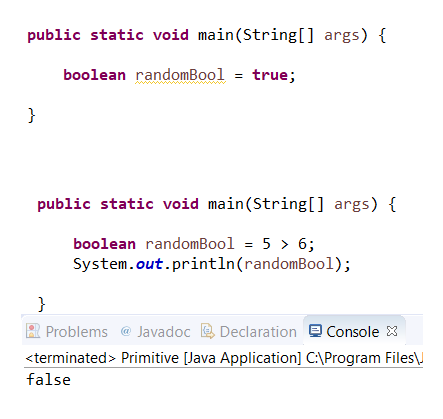 public static void main(String[] args) {
boolean randomBool = true;
}
public static void main(String[] args) {
boolean randomBool = 5 > 6;
System.out.println(randomBool);
}
Problems @ Javadoc Declaration Console
<terminated> Primitive [Java Application] C:\Program Files\J
false